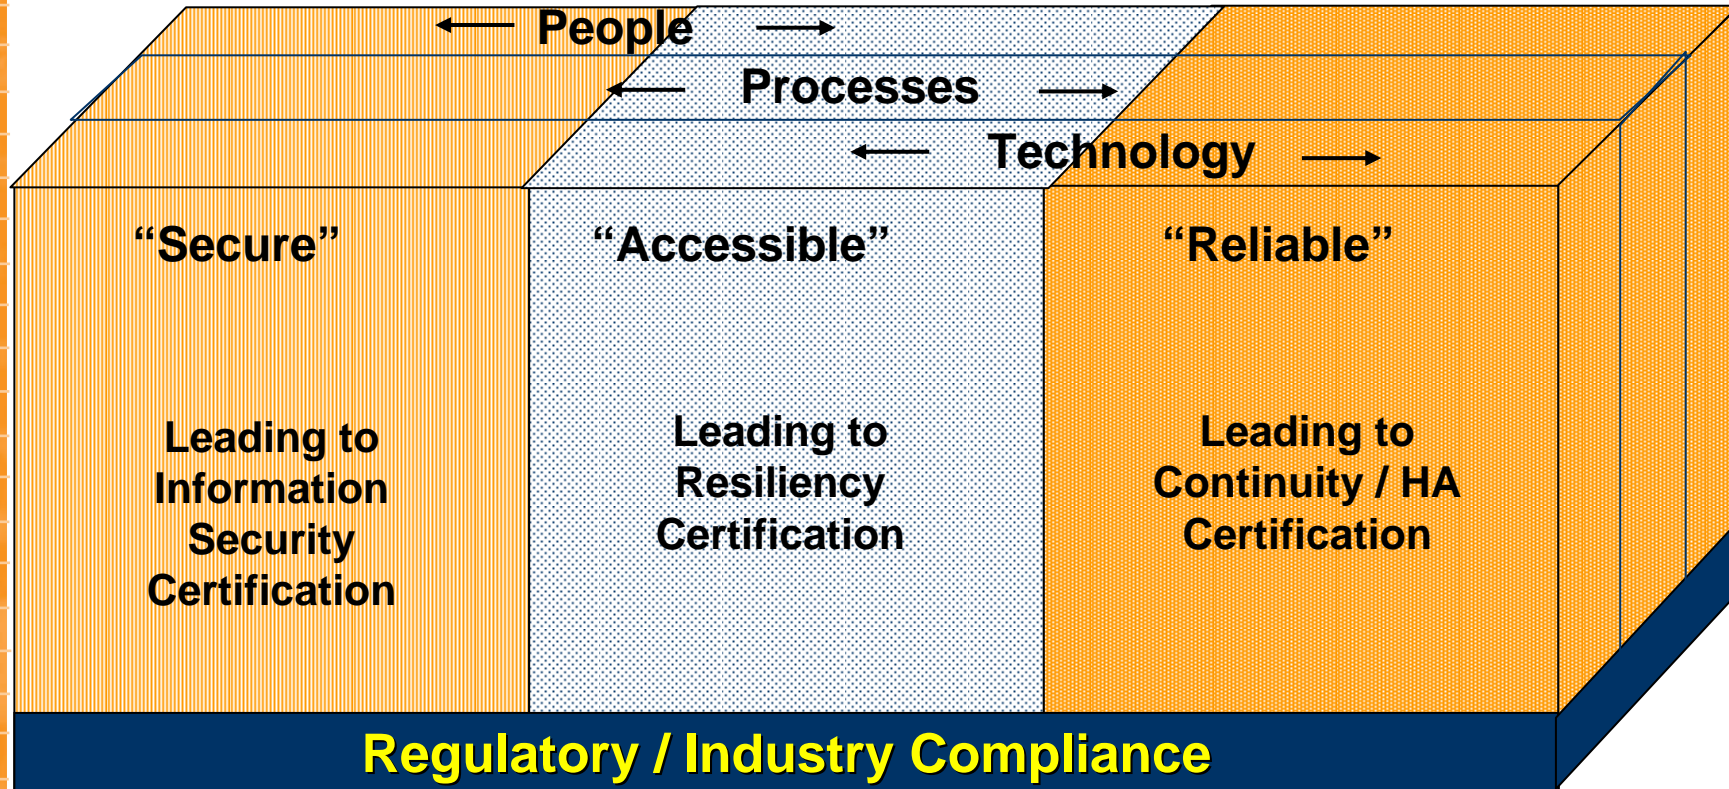 People
Processes
Technology
“Secure”
“Accessible”
“Reliable”
Leading to
Information
Security
Certification
Leading to
Resiliency
Certification
Leading to
Continuity / HA
Certification
Regulatory / Industry Compliance